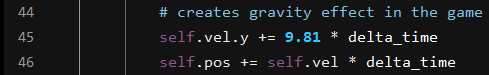 44 # creates gravity effect in the game
45 self.vel.y += 9.81 * delta_time
46 self.pos += self.vel * delta_time